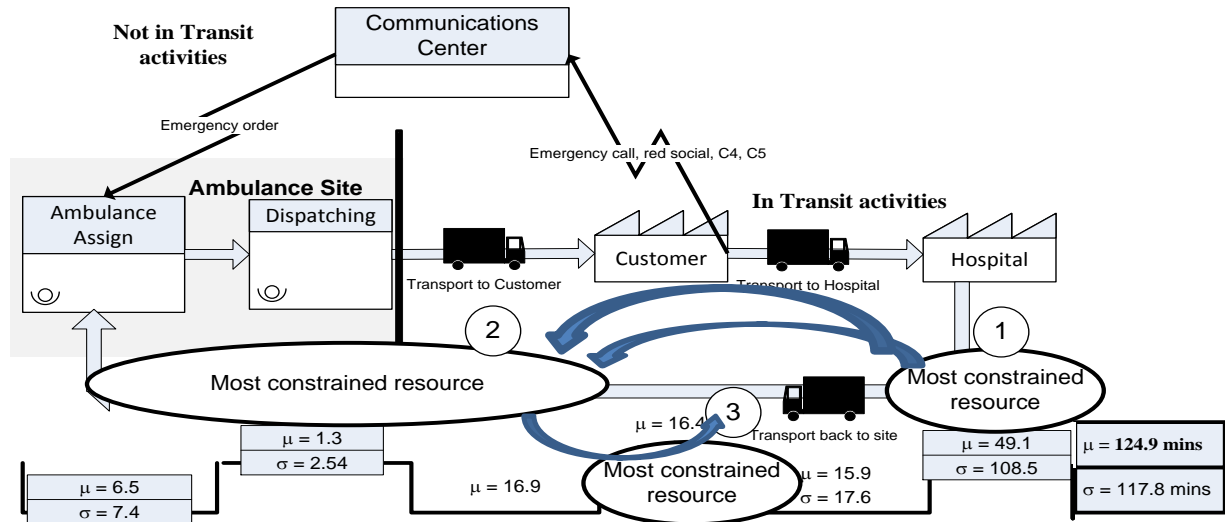 Not in Transit
activities
Communications
Center
Emergency order
Emergency call, red social, C4, C5
Ambulance Site
In Transit activities
Ambulance
Assign
Dispatching
Customer
Hospital
Transport to Customer
Transport to Hospital
2
1
Most constrained resource
Most constrained
resource
3
μ = 16.4
Transport back to site
μ = 1.3
σ = 2.54
μ = 49.1
σ = 108.5
μ = 124.9 mins
Most constrained
resource
μ = 6.5
σ = 7.4
μ = 16.9
μ = 15.9
σ = 17.6
σ = 117.8 mins